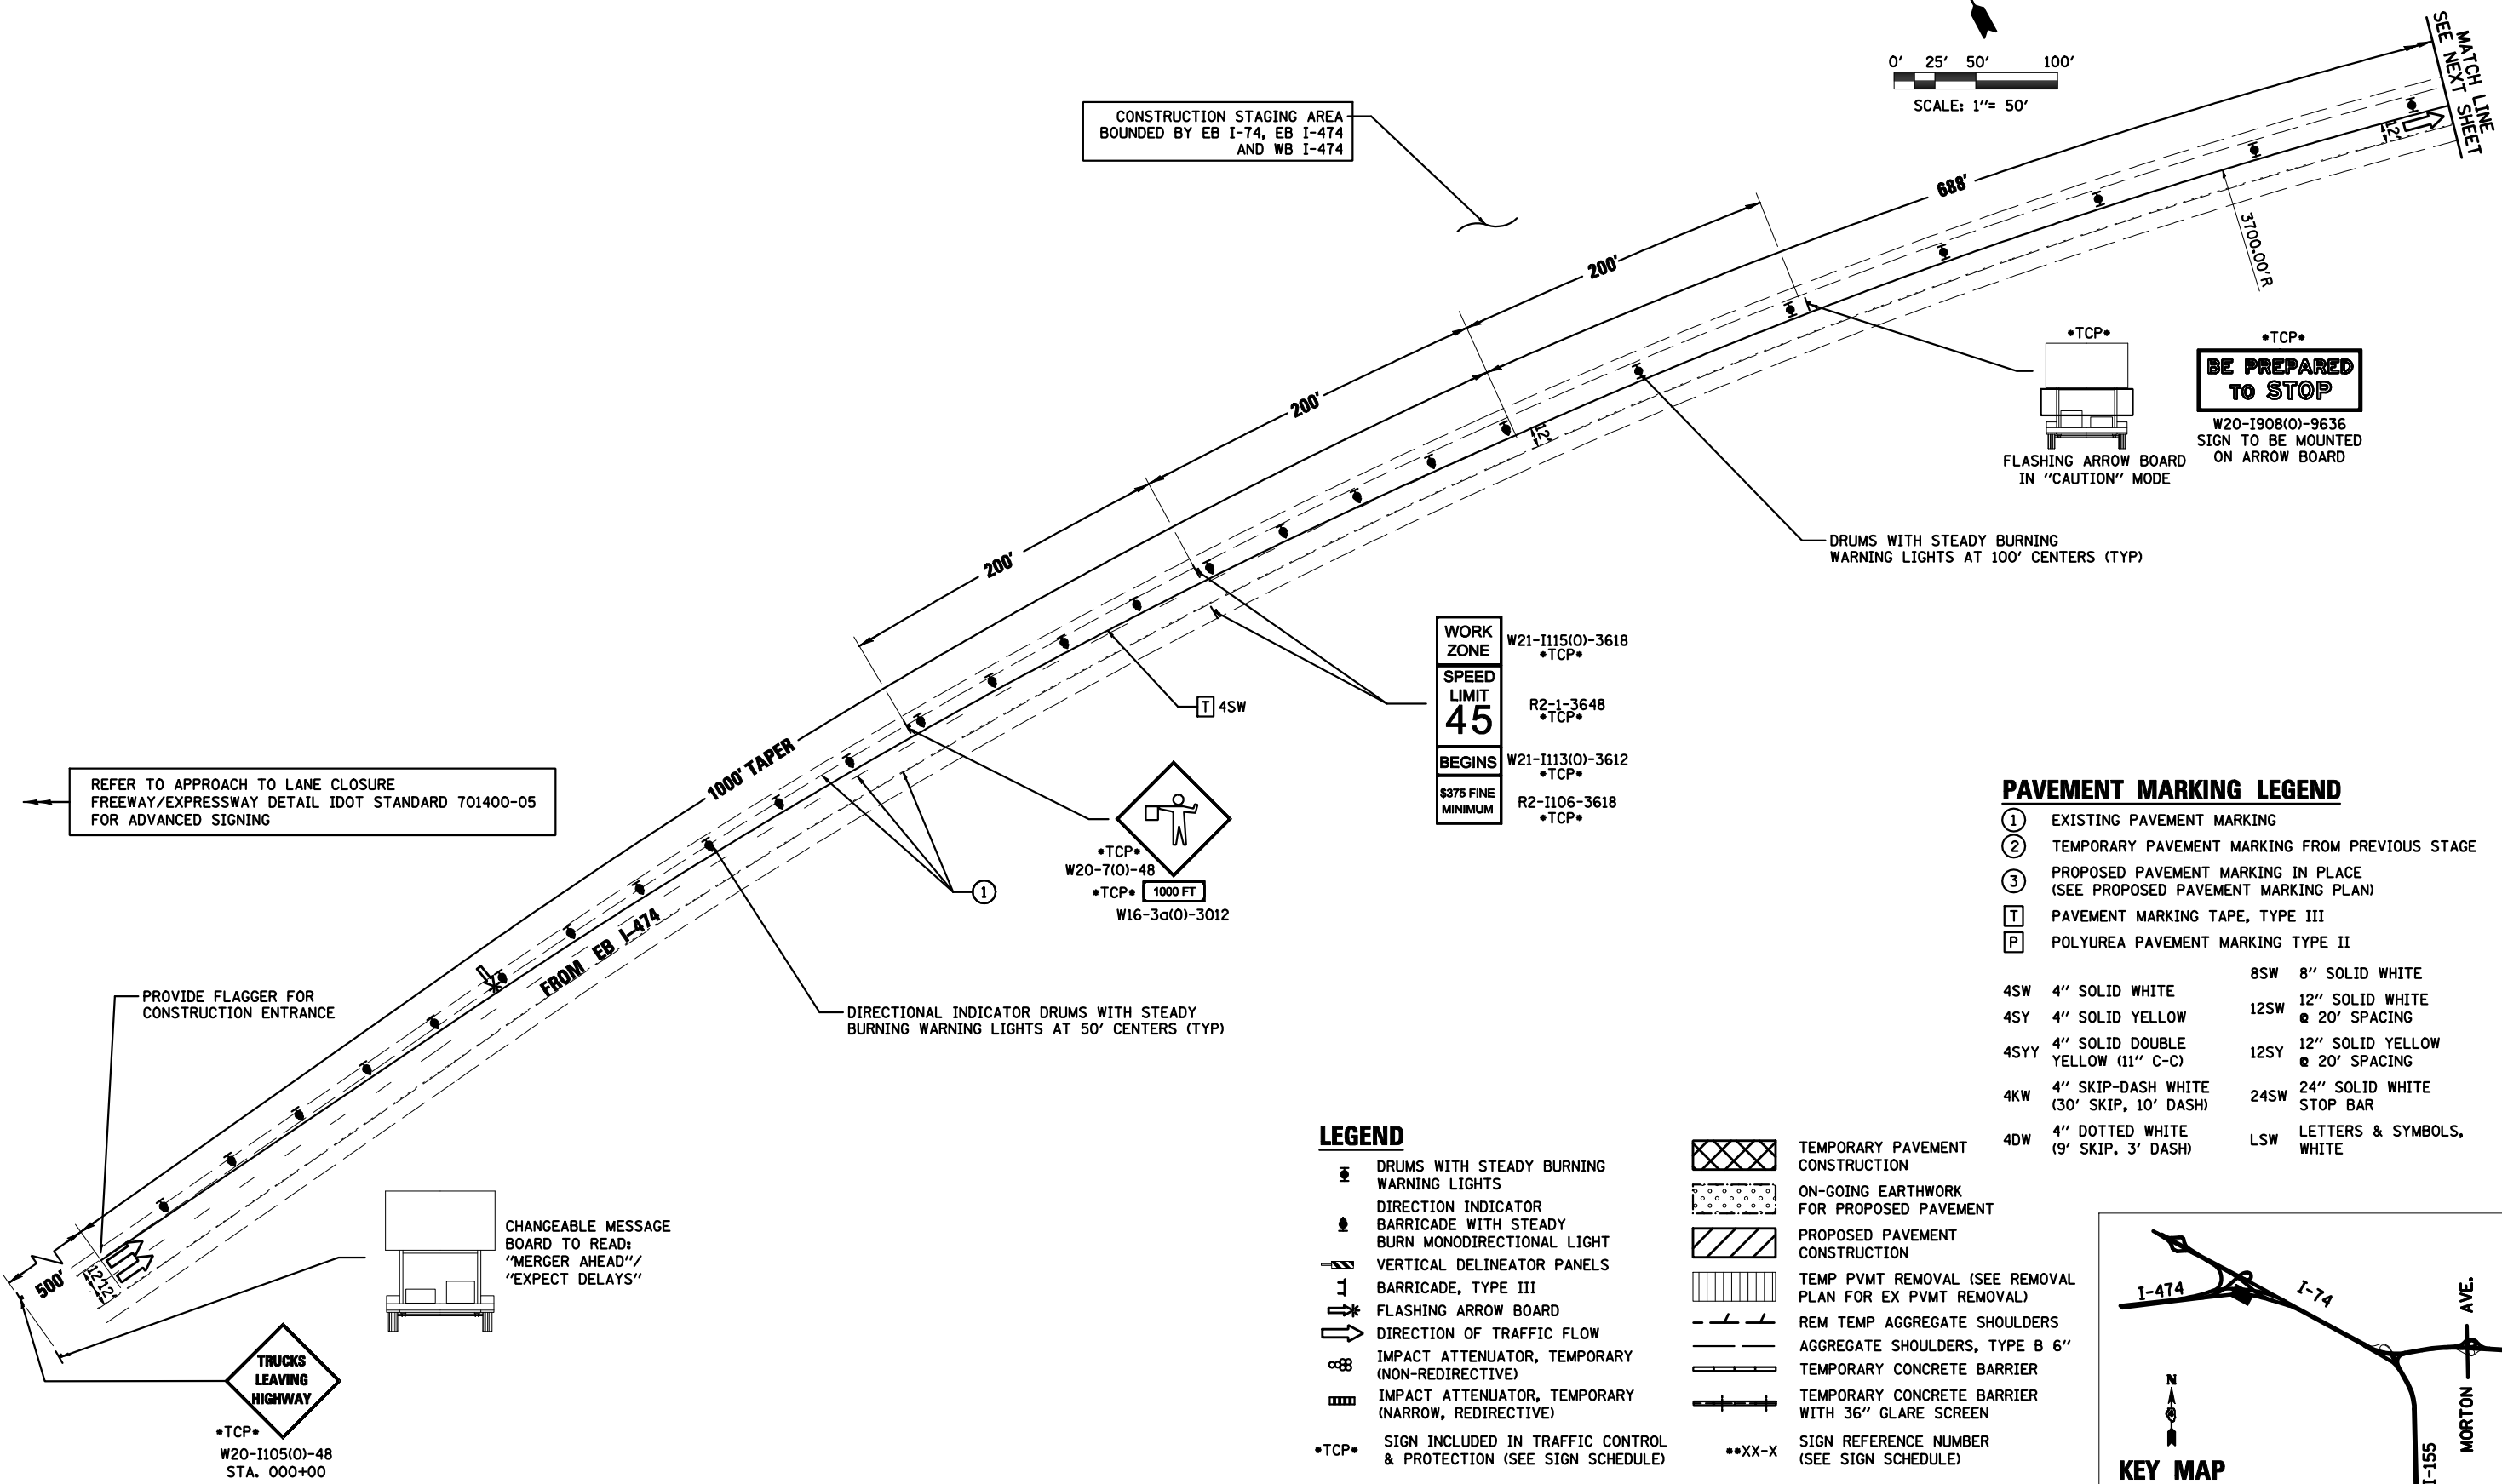 0' 25' 50' 100'
SCALE: 1"= 50'
MATCH LINE
SEE NEXT SHEET
CONSTRUCTION STAGING AREA
BOUNDED BY EB I-74, EB I-474
AND WB I-474
688'
12'
200'
3700.00'R
*TCP*
FLASHING ARROW BOARD
IN "CAUTION" MODE
*TCP*
BE PREPARED
TO STOP
W20-I908(O)-9636
SIGN TO BE MOUNTED
ON ARROW BOARD
200'
12'
DRUMS WITH STEADY BURNING
WARNING LIGHTS AT 100' CENTERS (TYP)
200'
WORK
ZONE
W21-I115(O)-3618
*TCP*
SPEED
LIMIT
45
R2-1-3648
*TCP*
BEGINS
W21-I113(O)-3612
*TCP*
$375 FINE
MINIMUM
R2-I106-3618
*TCP*
T 4SW
1000' TAPER
REFER TO APPROACH TO LANE CLOSURE
FREEWAY/EXPRESSWAY DETAIL IDOT STANDARD 701400-05
FOR ADVANCED SIGNING
*TCP*
W20-7(O)-48
*TCP* 1000 FT
W16-3a(O)-3012
1
FROM EB I-474
PROVIDE FLAGGER FOR
CONSTRUCTION ENTRANCE
DIRECTIONAL INDICATOR DRUMS WITH STEADY
BURNING WARNING LIGHTS AT 50' CENTERS (TYP)
500'
12'
12'
CHANGEABLE MESSAGE
BOARD TO READ:
"MERGER AHEAD"/
"EXPECT DELAYS"
TRUCKS
LEAVING
HIGHWAY
*TCP*
W20-I105(O)-48
STA. 000+00
PAVEMENT MARKING LEGEND
1 EXISTING PAVEMENT MARKING
2 TEMPORARY PAVEMENT MARKING FROM PREVIOUS STAGE
3 PROPOSED PAVEMENT MARKING IN PLACE
(SEE PROPOSED PAVEMENT MARKING PLAN)
T PAVEMENT MARKING TAPE, TYPE III
P POLYUREA PAVEMENT MARKING TYPE II
4SW 4" SOLID WHITE
4SY 4" SOLID YELLOW
4SYY 4" SOLID DOUBLE
YELLOW (11" C-C)
4KW 4" SKIP-DASH WHITE
(30' SKIP, 10' DASH)
4DW 4" DOTTED WHITE
(9' SKIP, 3' DASH)
8SW 8" SOLID WHITE
12SW 12" SOLID WHITE
@ 20' SPACING
12SY 12" SOLID YELLOW
@ 20' SPACING
24SW 24" SOLID WHITE
STOP BAR
LSW LETTERS & SYMBOLS,
WHITE
LEGEND
DRUMS WITH STEADY BURNING
WARNING LIGHTS
DIRECTION INDICATOR
BARRICADE WITH STEADY
BURN MONODIRECTIONAL LIGHT
VERTICAL DELINEATOR PANELS
BARRICADE, TYPE III
FLASHING ARROW BOARD
DIRECTION OF TRAFFIC FLOW
IMPACT ATTENUATOR, TEMPORARY
(NON-REDIRECTIVE)
IMPACT ATTENUATOR, TEMPORARY
(NARROW, REDIRECTIVE)
*TCP* SIGN INCLUDED IN TRAFFIC CONTROL
& PROTECTION (SEE SIGN SCHEDULE)
TEMPORARY PAVEMENT
CONSTRUCTION
ON-GOING EARTHWORK
FOR PROPOSED PAVEMENT
PROPOSED PAVEMENT
CONSTRUCTION
TEMP PVMT REMOVAL (SEE REMOVAL
PLAN FOR EX PVMT REMOVAL)
REM TEMP AGGREGATE SHOULDERS
AGGREGATE SHOULDERS, TYPE B 6"
TEMPORARY CONCRETE BARRIER
TEMPORARY CONCRETE BARRIER
WITH 36" GLARE SCREEN
**XX-X SIGN REFERENCE NUMBER
(SEE SIGN SCHEDULE)
I-474
I-74
MORTON AVE.
I-155
N
KEY MAP